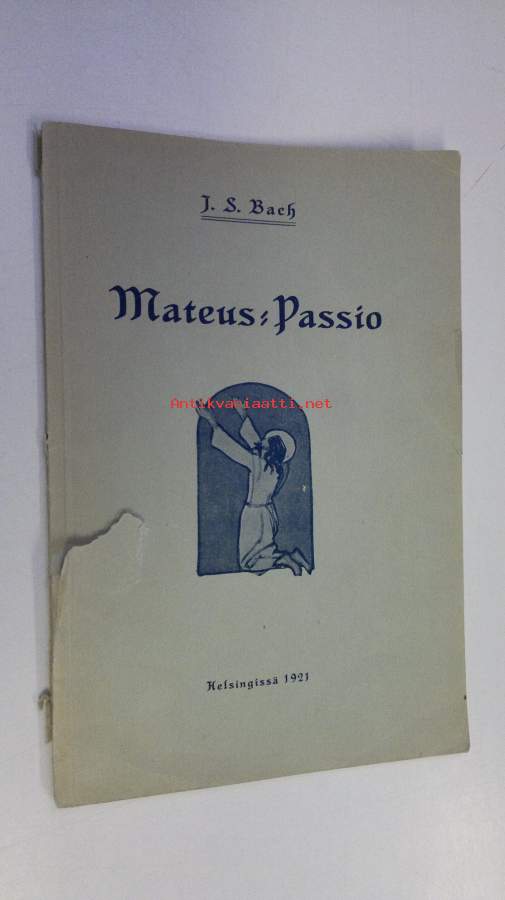 J. S. Bach
Mateus-Passio
Antikvariaatti.net
Helsingissä 1921